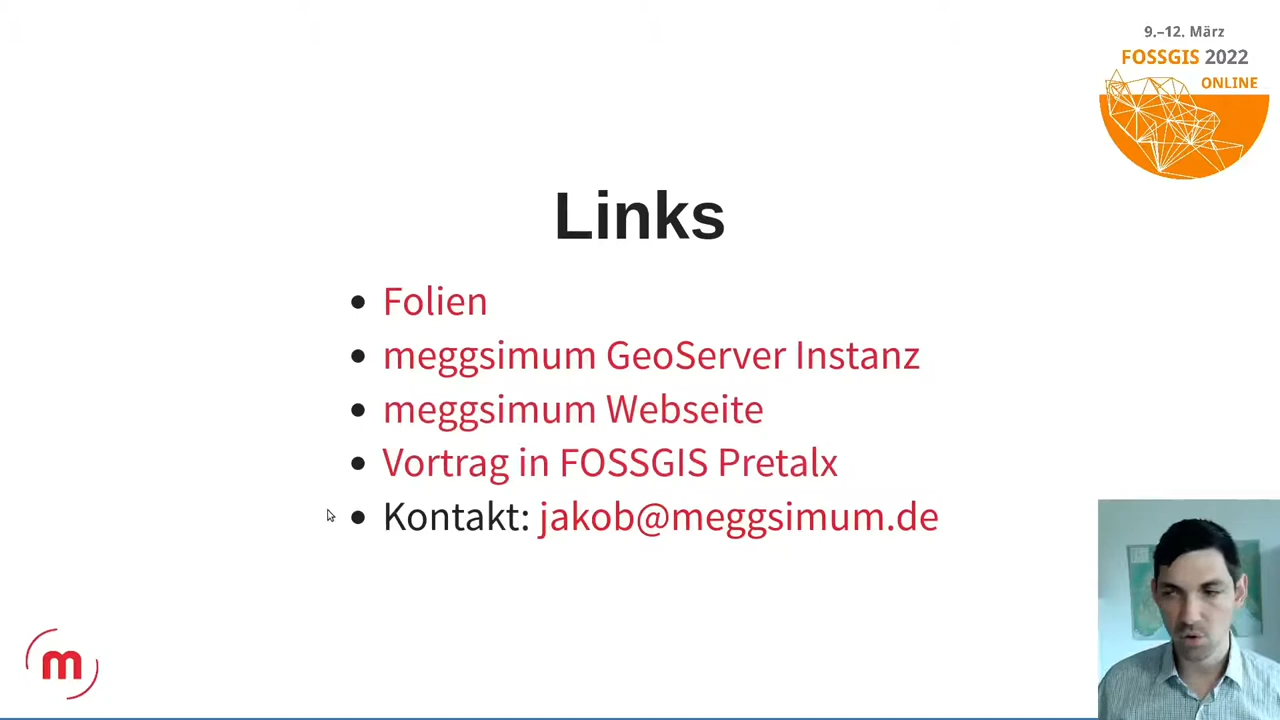 9.–12. März
FOSSGIS 2022
ONLINE
Links
Folien
meggsimum GeoServer Instanz
meggsimum Webseite
Vortrag in FOSSGIS Pretalx
Kontakt: jakob@meggsimum.de
m